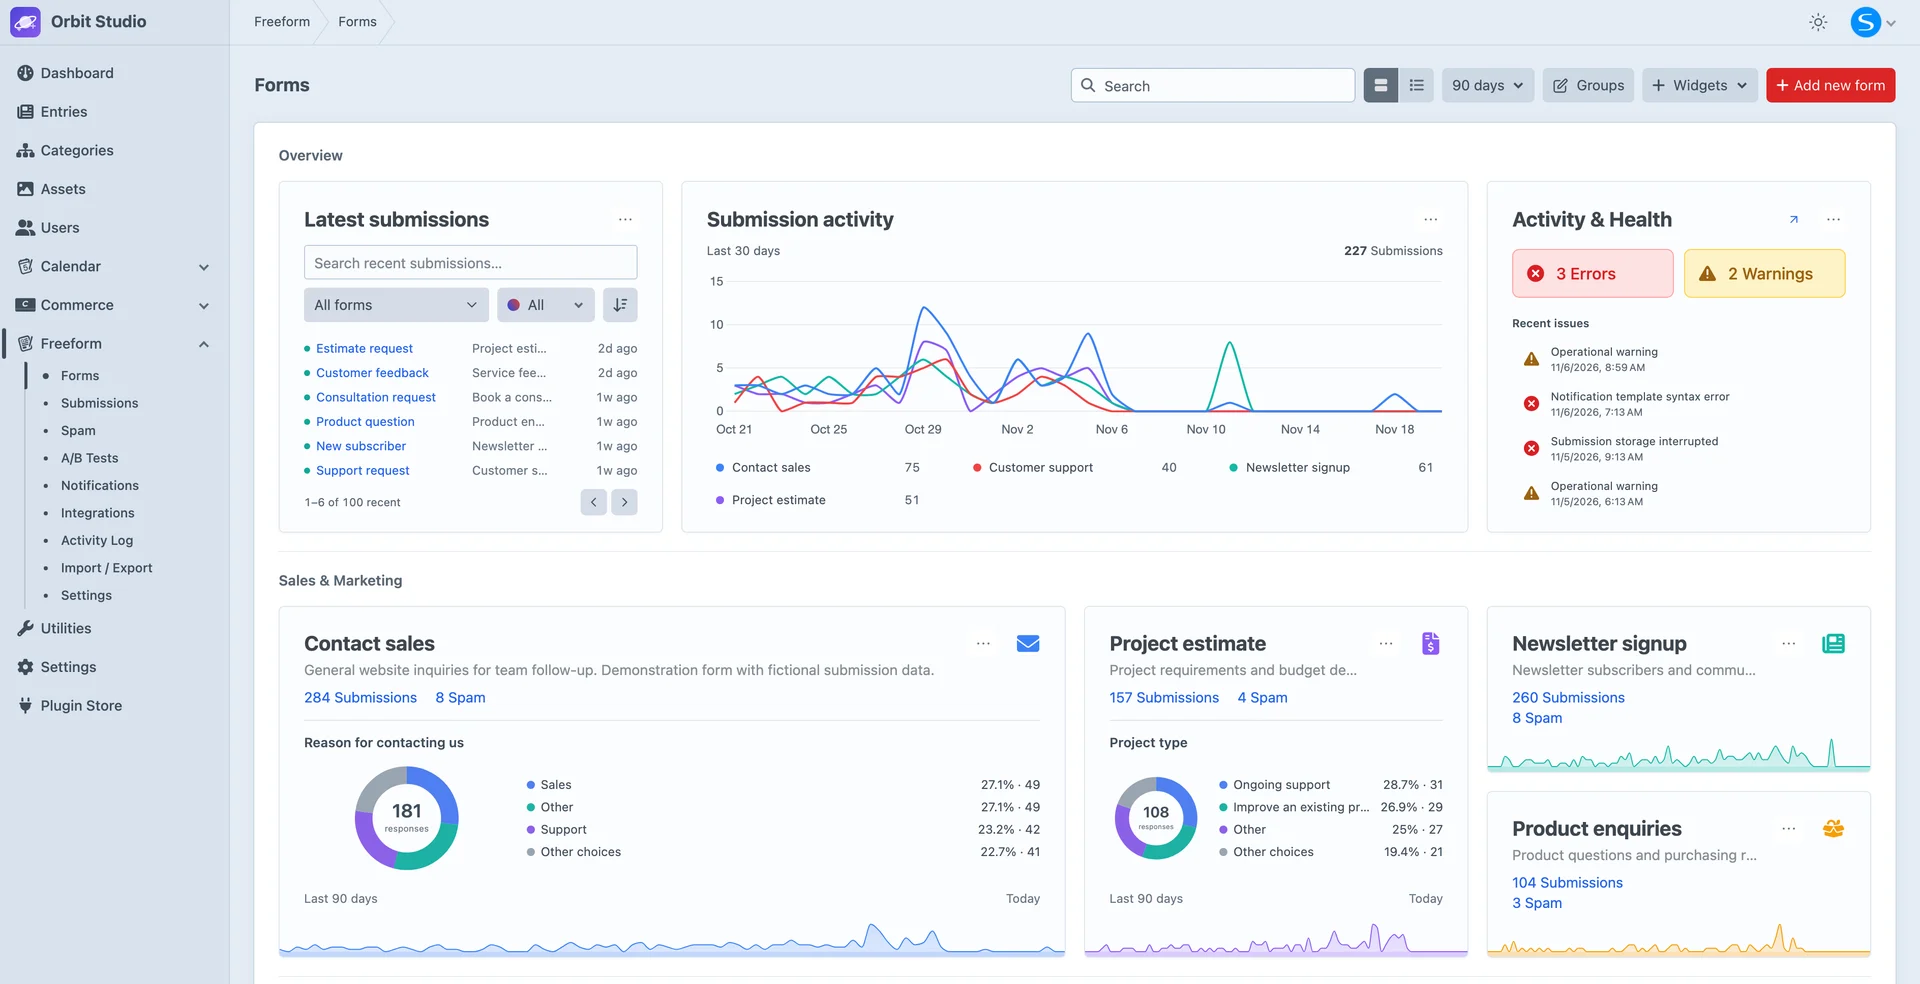 Orbit Studio
Freeform
Forms
Dashboard
Entries
Categories
Assets
Users
Calendar
Commerce
Freeform
Forms
Submissions
Spam
A/B Tests
Notifications
Integrations
Activity Log
Import / Export
Settings
Utilities
Settings
Plugin Store
Forms
Search
90 days
Groups
+ Widgets
+ Add new form
Overview
Latest submissions
Search recent submissions...
All forms
All
Estimate request Project esti... 2d ago
Customer feedback Service fee... 2d ago
Consultation request Book a cons... 1w ago
Product question Product en... 1w ago
New subscriber Newsletter ... 1w ago
Support request Customer s... 1w ago
1–6 of 100 recent
Submission activity
Last 30 days 227 Submissions
15
10
5
0
Oct 21 Oct 25 Oct 29 Nov 2 Nov 6 Nov 10 Nov 14 Nov 18
Contact sales 75 Customer support 40 Newsletter signup 61
Project estimate 51
Activity & Health
3 Errors 2 Warnings
Recent issues
Operational warning
11/6/2026, 8:59 AM
Notification template syntax error
11/6/2026, 7:13 AM
Submission storage interrupted
11/5/2026, 9:13 AM
Operational warning
11/5/2026, 6:13 AM
Sales & Marketing
Contact sales
General website inquiries for team follow-up. Demonstration form with fictional submission data.
284 Submissions 8 Spam
Reason for contacting us
181
responses
Sales 27.1% · 49
Other 27.1% · 49
Support 23.2% · 42
Other choices 22.7% · 41
Last 90 days Today
Project estimate
Project requirements and budget de...
157 Submissions 4 Spam
Project type
108
responses
Ongoing support 28.7% · 31
Improve an existing pr... 26.9% · 29
Other 25% · 27
Other choices 19.4% · 21
Last 90 days Today
Newsletter signup
Newsletter subscribers and commu...
260 Submissions
8 Spam
Product enquiries
Product questions and purchasing r...
104 Submissions
3 Spam